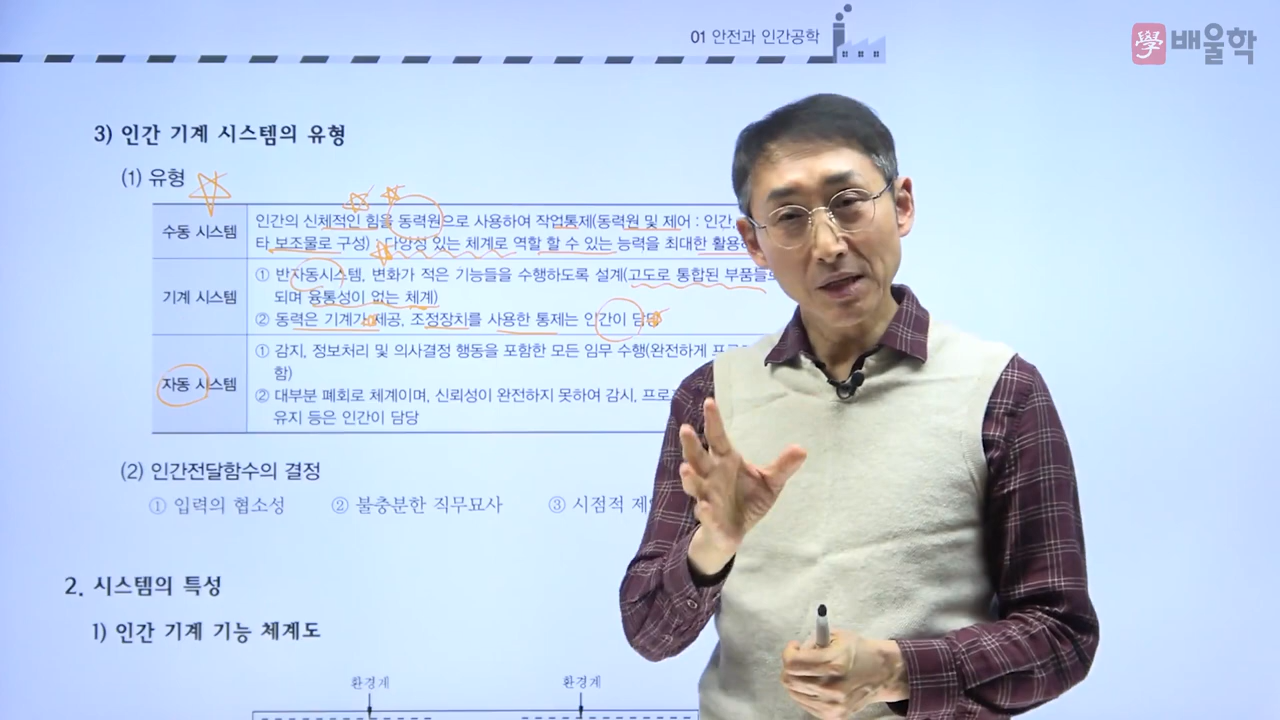 01 안전과 인간공학
學 배울학
3) 인간 기계 시스템의 유형
(1) 유형
수동 시스템
인간의 신체적인 힘을 동력원으로 사용하여 작업통제(동력원 및 제어 : 인간,
타 보조물로 구성) : 다양성 있는 체계로 역할 할 수 있는 능력을 최대한 활용
기계 시스템
① 반자동시스템, 변화가 적은 기능들을 수행하도록 설계(고도로 통합된 부품들
되며 융통성이 없는 체계)
② 동력은 기계가 제공, 조정장치를 사용한 통제는 인간이 담당
자동 시스템
① 감지, 정보처리 및 의사결정 행동을 포함한 모든 임무 수행(완전하게
함)
② 대부분 폐회로 체계이며, 신뢰성이 완전하지 못하여 감시,
유지 등은 인간이 담당
(2) 인간전달함수의 결정
① 입력의 협소성 ② 불충분한 직무묘사 ③ 시점적
2. 시스템의 특성
1) 인간 기계 기능 체계도
환경계 환경계